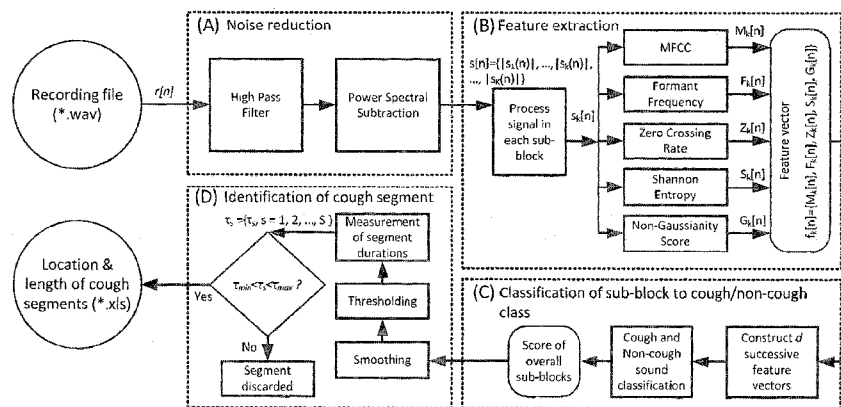 (A) Noise reduction
Recording file
(*.wav)
r[n]
High Pass
Filter
Power Spectral
Subtraction
(B) Feature extraction
s[n]={|s₁(n)|, ..., |sₖ(n)|,
..., |s_K(n)|}
Process
signal in
each sub-
block
sₖ[n]
MFCC
Formant
Frequency
Zero Crossing
Rate
Shannon
Entropy
Non-Gaussianity
Score
Mₖ[n]
Fₖ[n]
Zₖ[n]
Sₖ[n]
Gₖ[n]
Feature vector
fₖ[n]={Mₖ[n], Fₖ[n], Zₖ[n], Sₖ[n], Gₖ[n]}
(C) Classification of sub-block to cough/non-cough
class
Construct d
successive
feature
vectors
Cough and
Non-cough
sound
classification
Score of
overall
sub-blocks
(D) Identification of cough segment
Smoothing
Thresholding
Measurement
of segment
durations
τₛ ={τₛ, s = 1, 2, ..., S }
τmin<τₛ<τmax ?
Yes
No
Segment
discarded
Location &
length of cough
segments (*.xls)